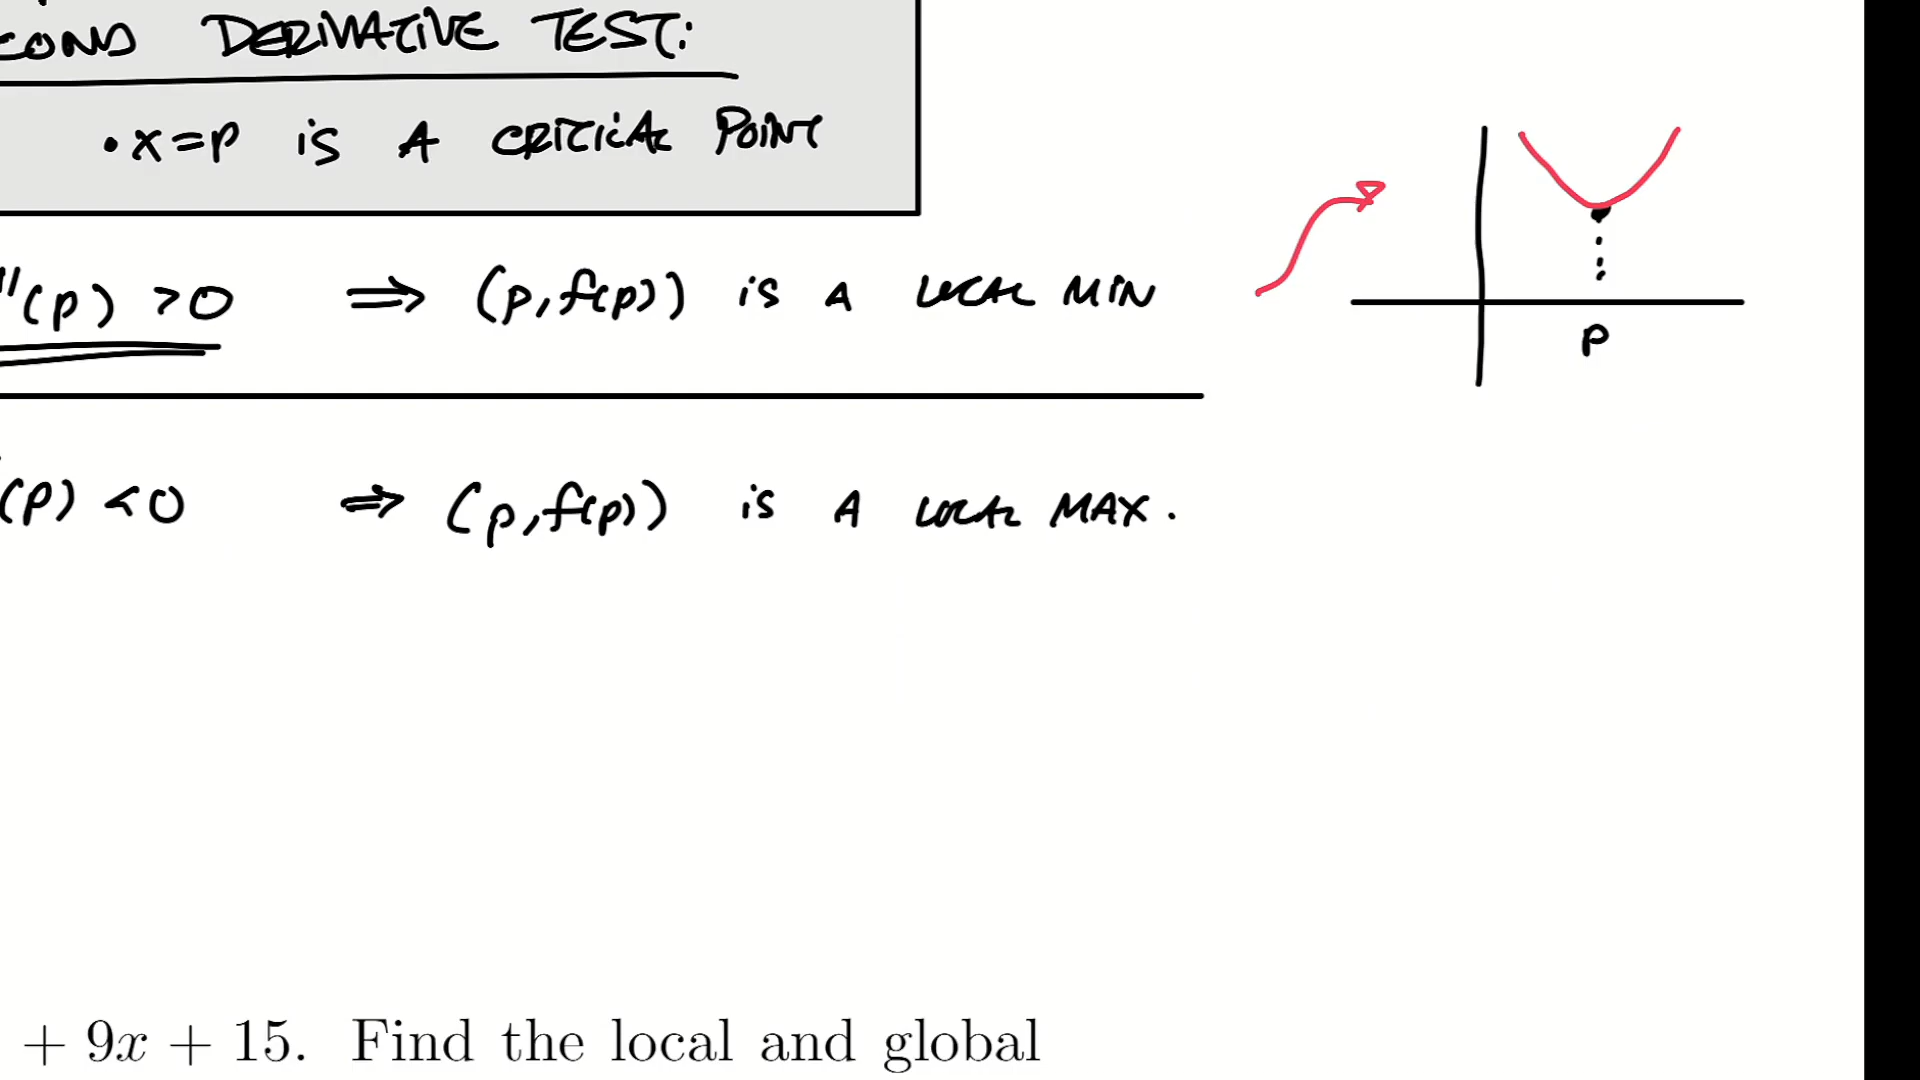 COND DERIVATIVE TEST:
• x=p is A CRITICAL POINT
"(p) >0 ⟹ (p,f(p)) is A LOCAL MIN
P
(p) <0 ⟹ (p,f(p)) is A LOCAL MAX.
+ 9x + 15. Find the local and global